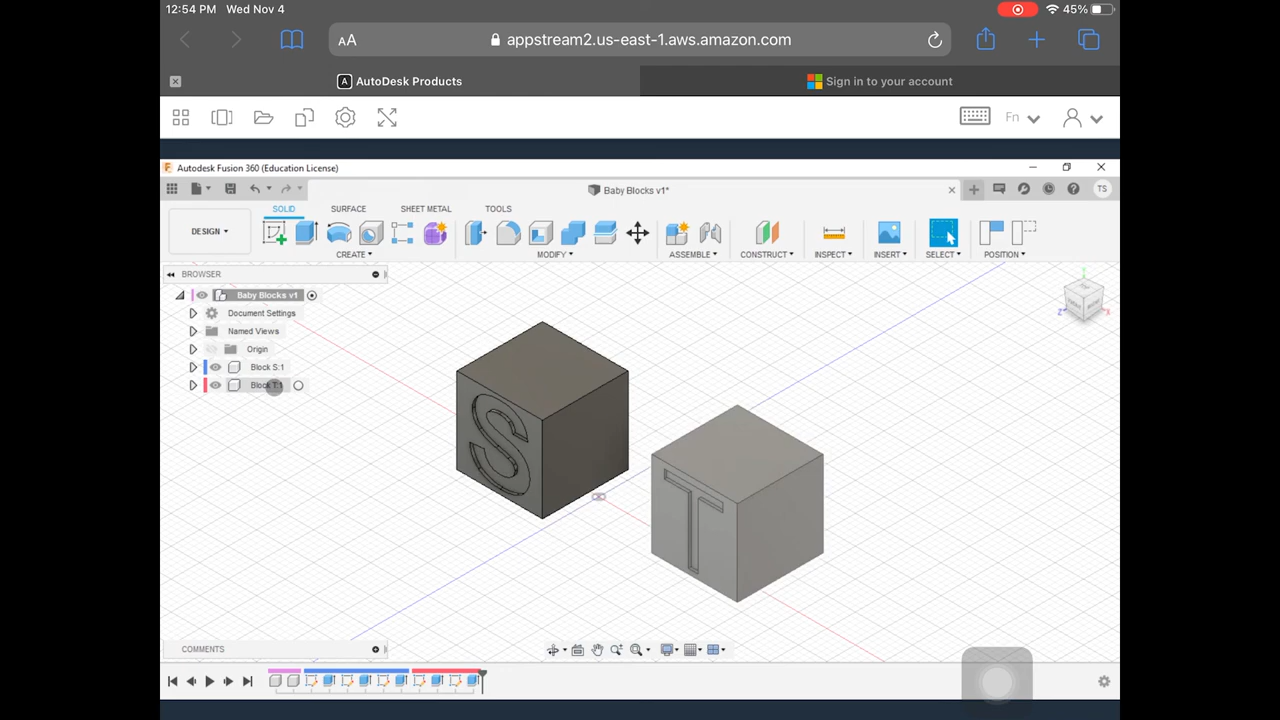 12:54 PM Wed Nov 4 45%
AA appstream2.us-east-1.aws.amazon.com
AutoDesk Products Sign in to your account
Fn
Autodesk Fusion 360 (Education License)
Baby Blocks v1* TS
SOLID SURFACE SHEET METAL TOOLS
DESIGN
CREATE MODIFY ASSEMBLE CONSTRUCT INSPECT INSERT SELECT POSITION
BROWSER
Baby Blocks v1
Document Settings
Named Views
Origin
Block S:1
Block T:1
S
T
Z X
COMMENTS